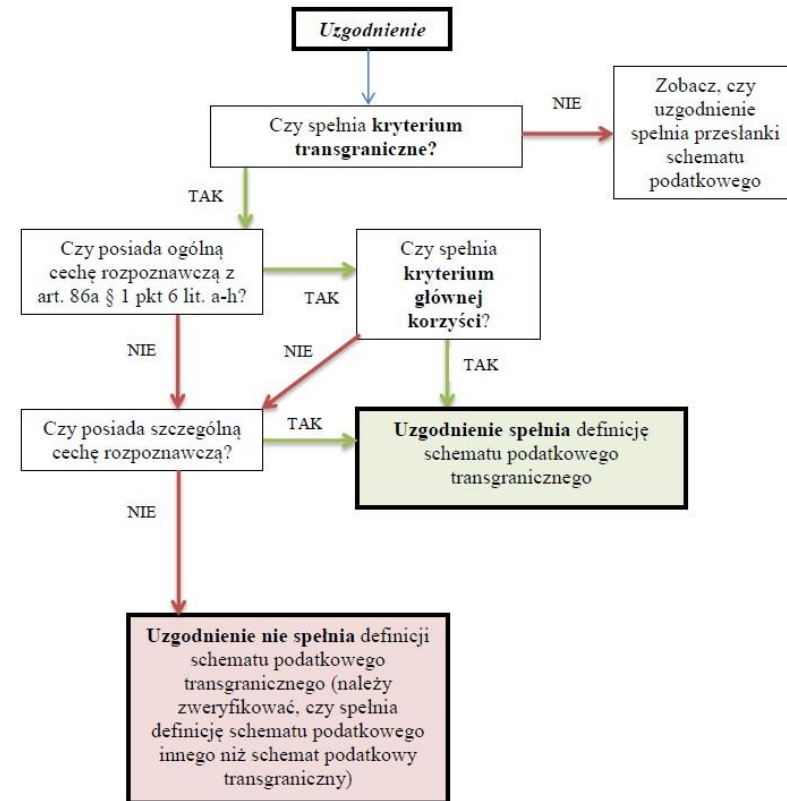 Uzgodnienie
Czy spełnia kryterium
transgraniczne?
NIE
Zobacz, czy
uzgodnienie
spełnia przesłanki
schematu
podatkowego
TAK
Czy posiada ogólną
cechę rozpoznawczą z
art. 86a § 1 pkt 6 lit. a-h?
TAK
Czy spełnia
kryterium
głównej
korzyści?
NIE
NIE
TAK
Czy posiada szczególną
cechę rozpoznawczą?
TAK
Uzgodnienie spełnia definicję
schematu podatkowego
transgranicznego
NIE
Uzgodnienie nie spełnia definicji
schematu podatkowego
transgranicznego (należy
zweryfikować, czy spełnia
definicję schematu podatkowego
innego niż schemat podatkowy
transgraniczny)